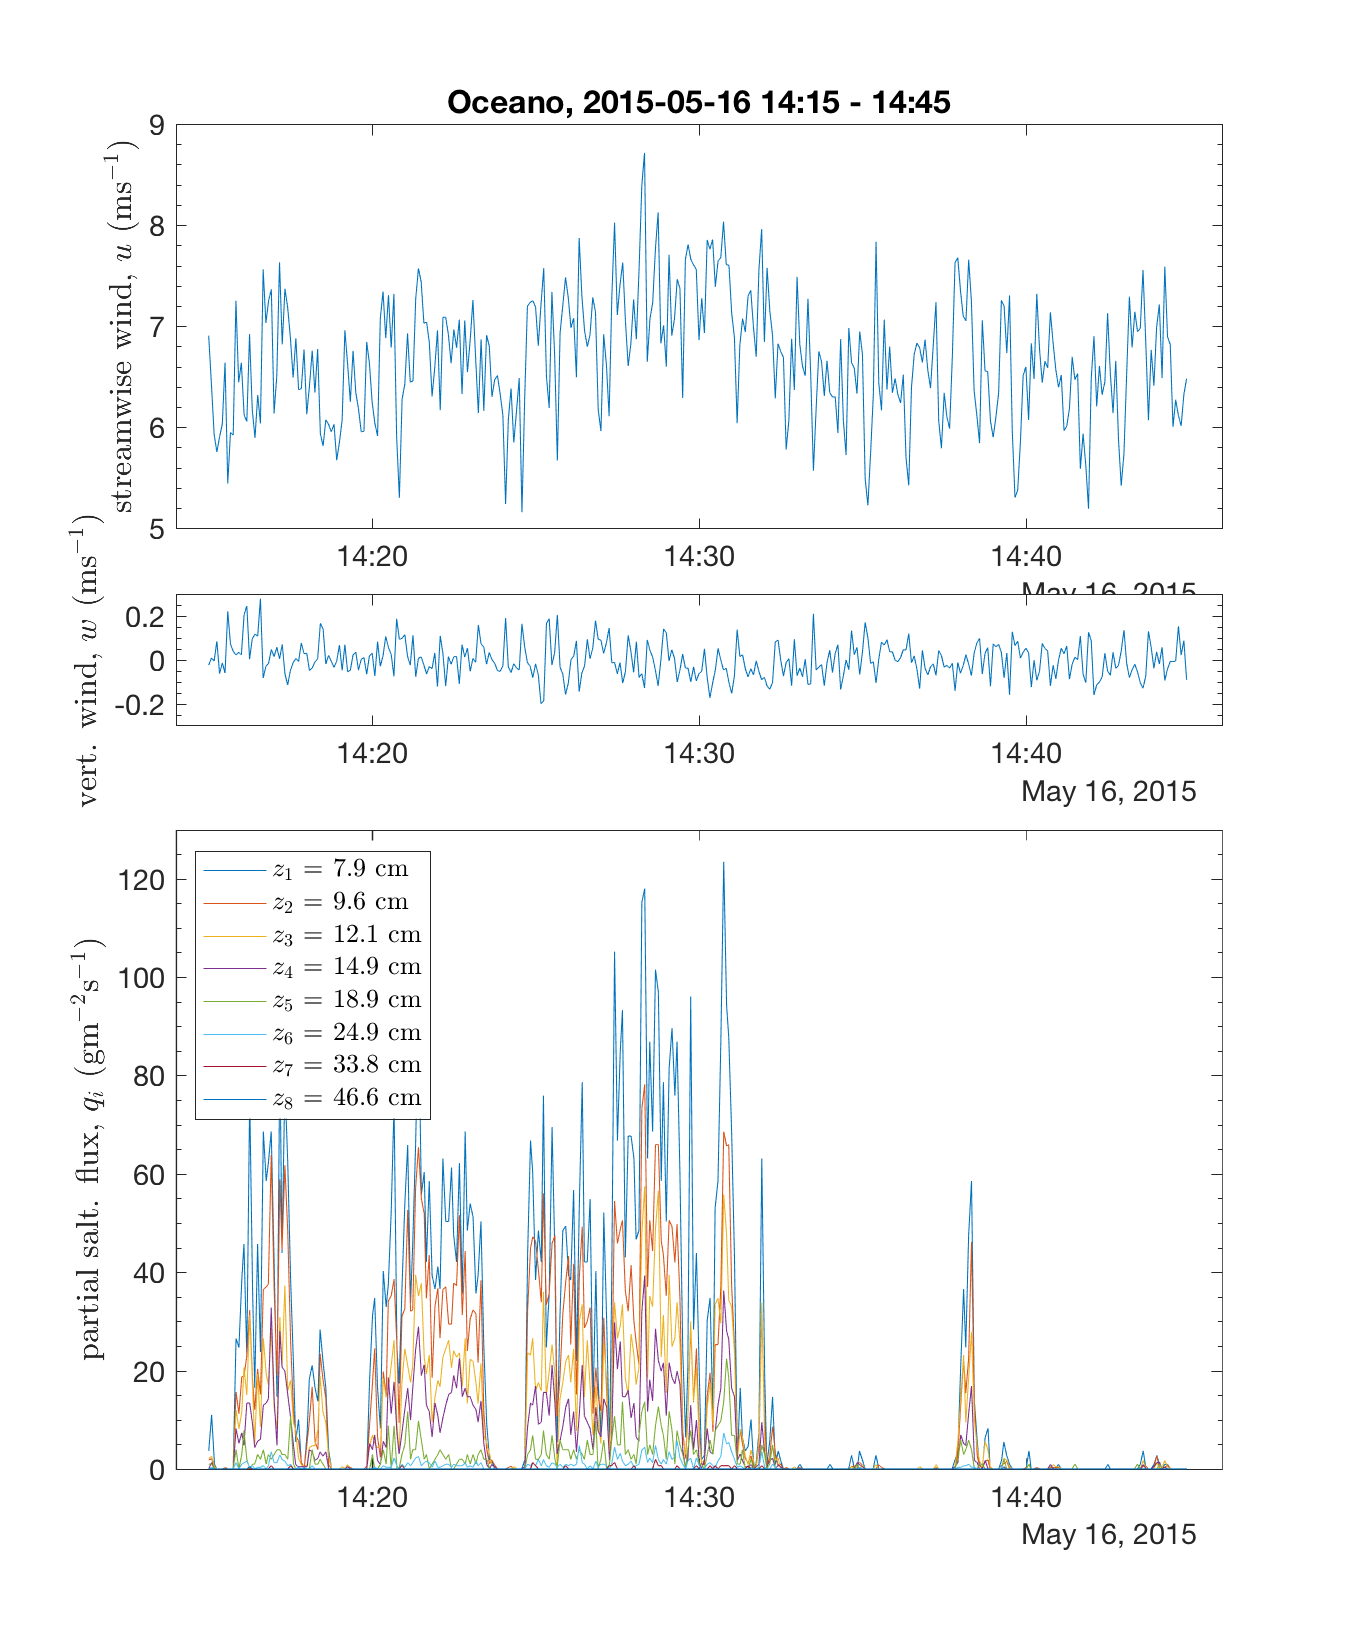 Oceano, 2015-05-16 14:15 - 14:45
streamwise wind, u (ms⁻¹)
9
8
7
6
5
14:20 14:30 14:40
May 16, 2015
vert. wind, w (ms⁻¹)
0.2
0
-0.2
14:20 14:30 14:40
May 16, 2015
partial salt. flux, qᵢ (gm⁻²s⁻¹)
120
100
80
60
40
20
0
z₁ = 7.9 cm
z₂ = 9.6 cm
z₃ = 12.1 cm
z₄ = 14.9 cm
z₅ = 18.9 cm
z₆ = 24.9 cm
z₇ = 33.8 cm
z₈ = 46.6 cm
14:20 14:30 14:40
May 16, 2015